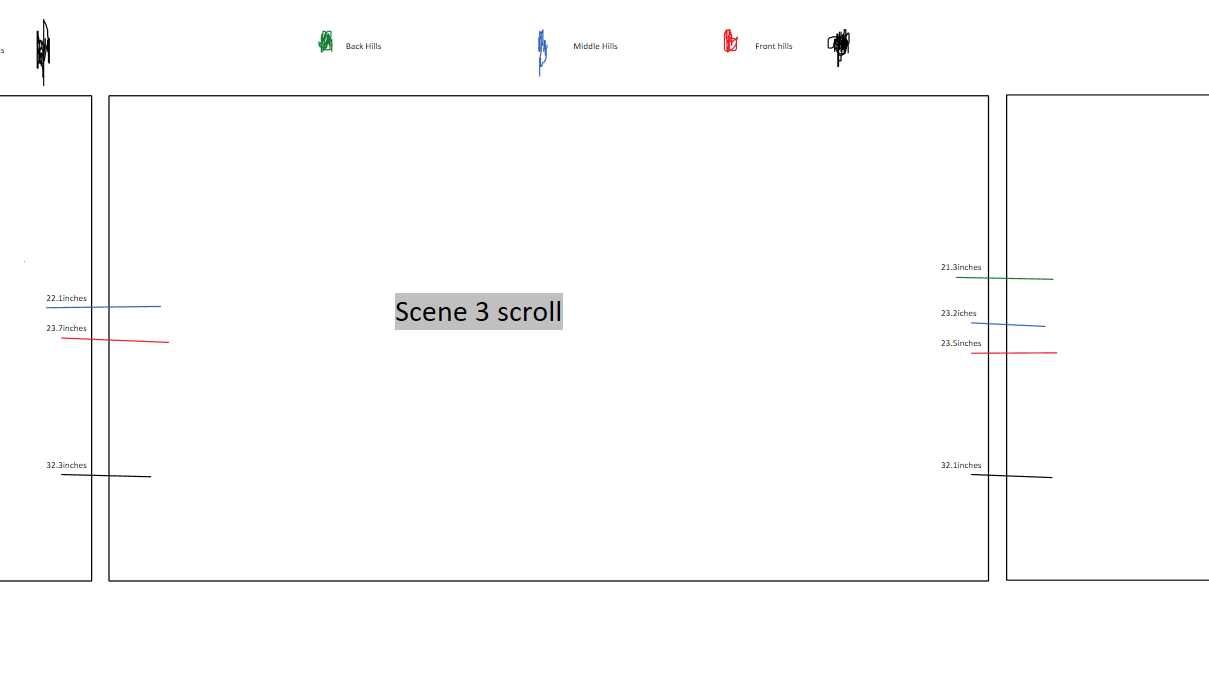 ls
Back Hills
Middle Hills
Front hills
21.3inches
22.1inches
Scene 3 scroll
23.2iches
23.7inches
23.5inches
32.3inches
32.1inches